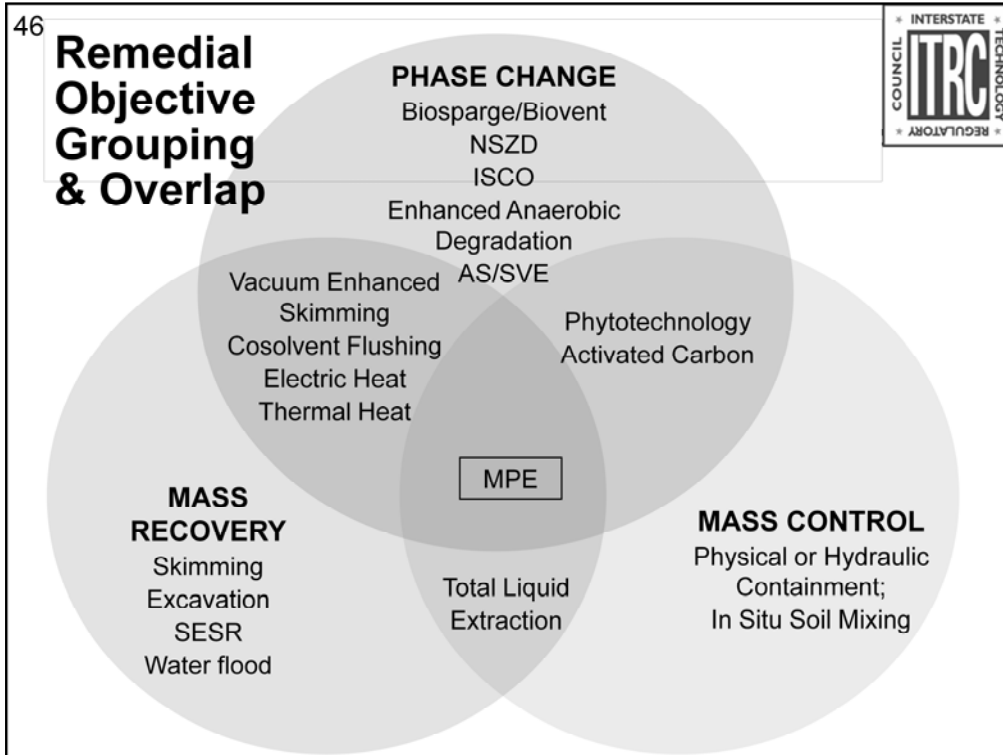 46
Remedial
Objective
Grouping
& Overlap
INTERSTATE
TECHNOLOGY
REGULATORY
COUNCIL
ITRC
PHASE CHANGE
Biosparge/Biovent
NSZD
ISCO
Enhanced Anaerobic
Degradation
AS/SVE
Vacuum Enhanced
Skimming
Cosolvent Flushing
Electric Heat
Thermal Heat
Phytotechnology
Activated Carbon
MPE
MASS
RECOVERY
Skimming
Excavation
SESR
Water flood
Total Liquid
Extraction
MASS CONTROL
Physical or Hydraulic
Containment;
In Situ Soil Mixing